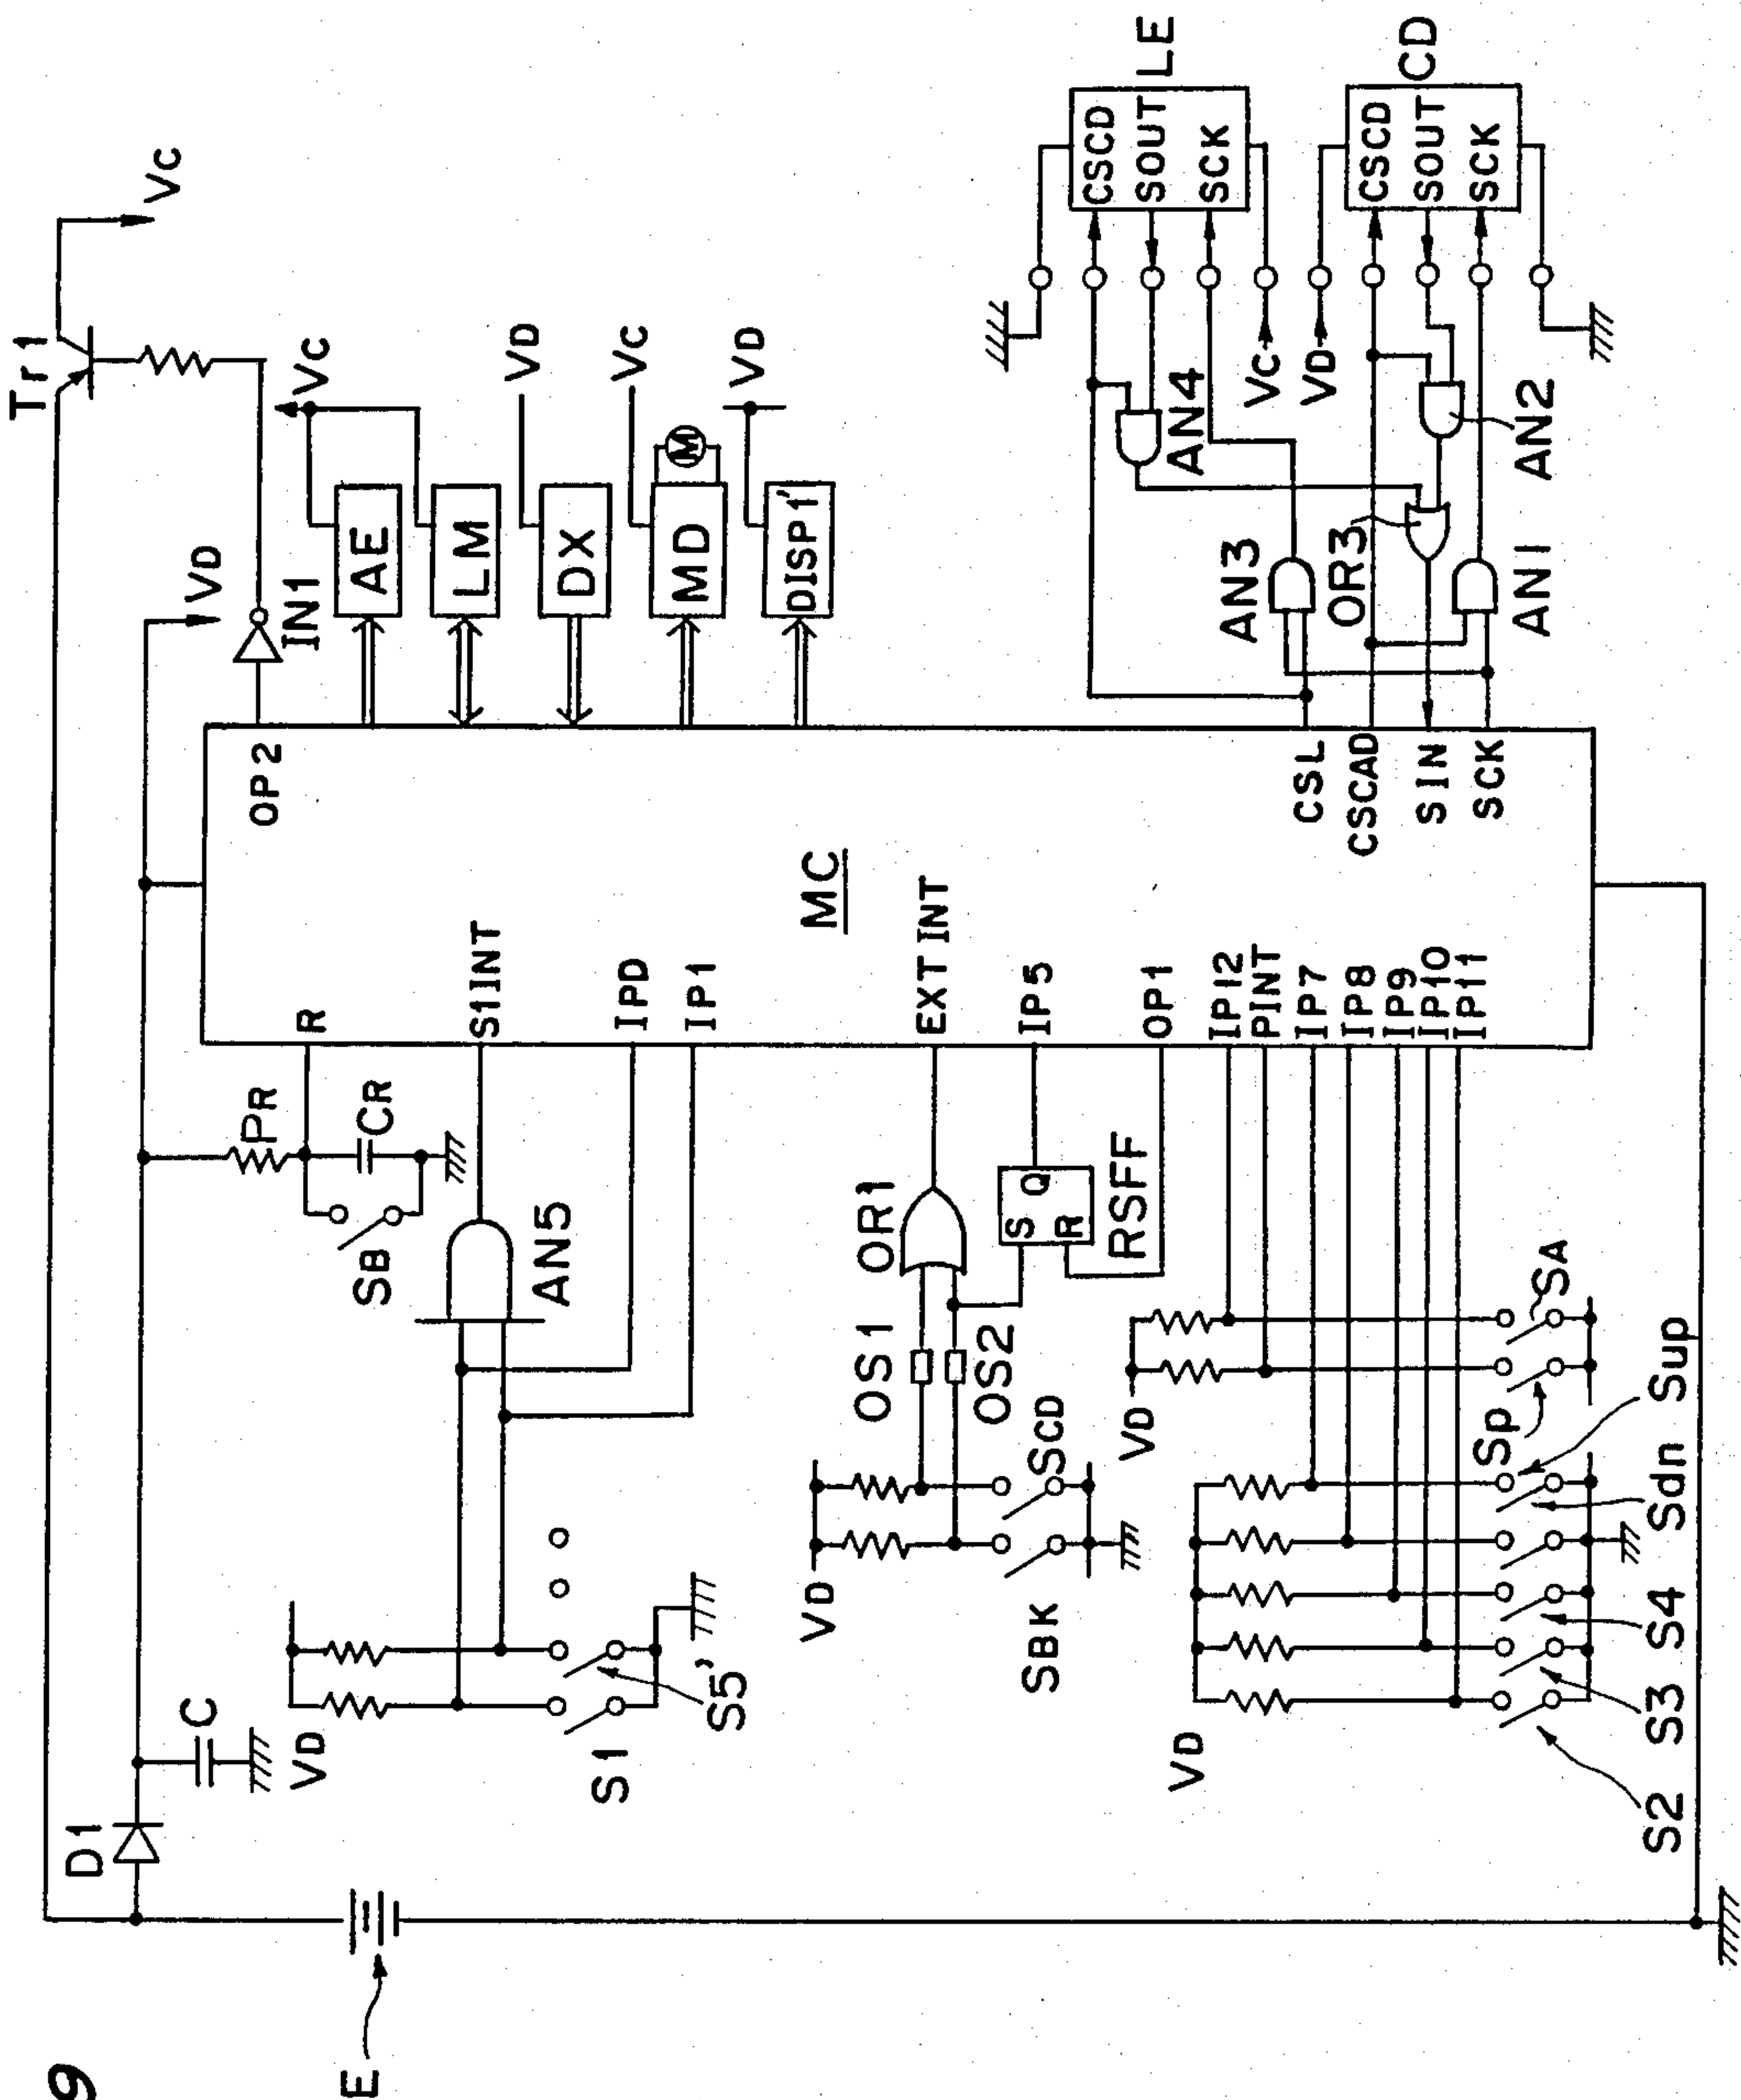 9
E
D1
C
Tr1
VC
VD
OP2
IN1
VC
AE
LM
VD
DX
VC
MD
M
VD
DISP1'
PR
R
CR
SB
S1INT
AN5
IPD
IP1
VD
S1
S5'
MC
EXTINT
OR1
OS1
OS2
VD
SBK
SCD
IP5
S
Q
R
RSFF
OP1
IP12
PINT
IP7
IP8
IP9
IP10
IP11
VD
SA
Sp
VD
Sup
Sdn
S4
S3
S2
CSL
CSCAD
SIN
SCK
AN3
OR3
AN1
AN4
AN2
VC
VD
CSCD
SOUT
SCK
LE
CSCD
SOUT
SCK
CD